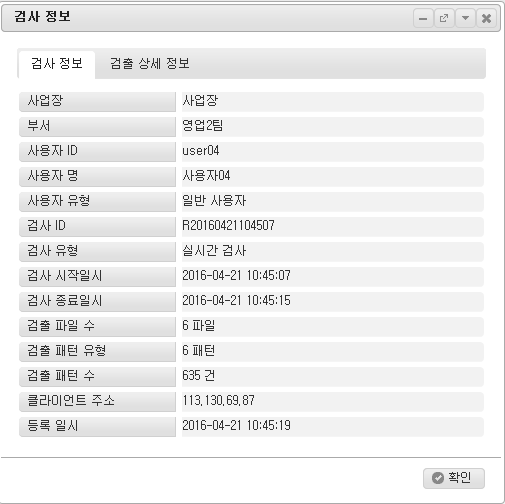 검사 정보
검사 정보 검출 상세 정보
사업장 사업장
부서 영업2팀
사용자 ID user04
사용자 명 사용자04
사용자 유형 일반 사용자
검사 ID R20160421104507
검사 유형 실시간 검사
검사 시작일시 2016-04-21 10:45:07
검사 종료일시 2016-04-21 10:45:15
검출 파일 수 6 파일
검출 패턴 유형 6 패턴
검출 패턴 수 635 건
클라이언트 주소 113.130.69.87
등록 일시 2016-04-21 10:45:19
확인